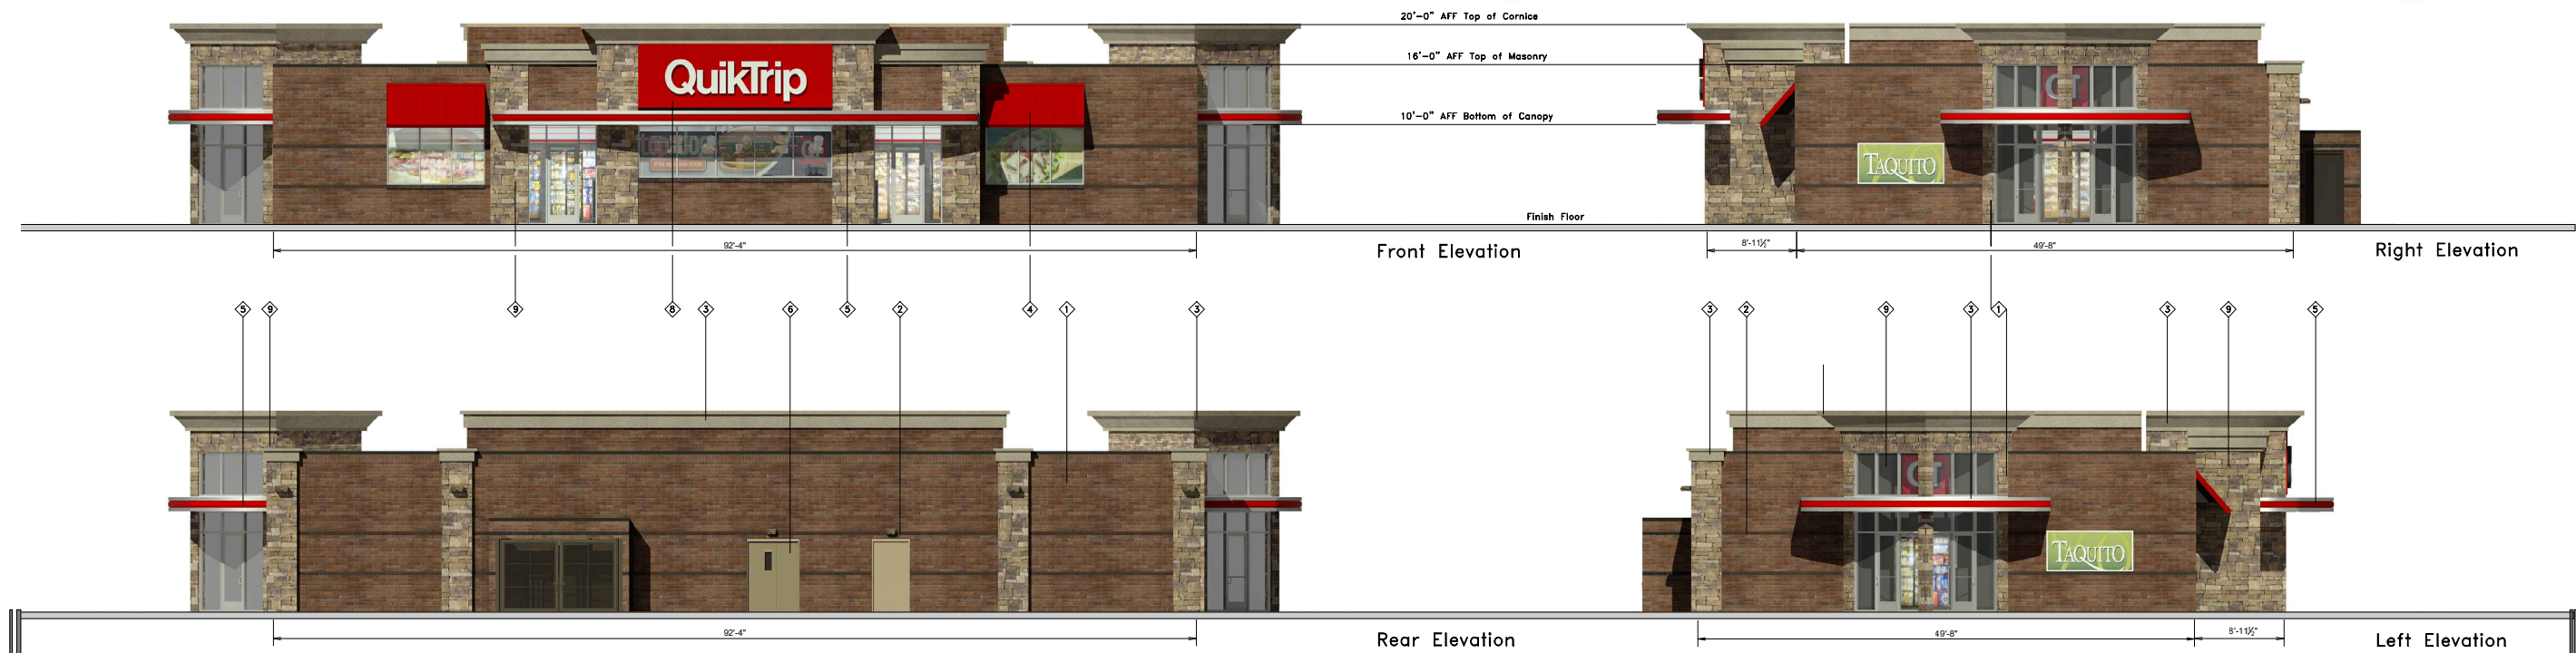 20'-0" AFF Top of Cornice
16'-0" AFF Top of Masonry
QuikTrip
10'-0" AFF Bottom of Canopy
TAQUITO
Finish Floor
92'-4"
Front Elevation
8'-11½"
49'-8"
Right Elevation
5 9 9 8 3 6 5 2 4 1 3
3 2 9 3 1 3 9 5
QT
TAQUITO
92'-4"
Rear Elevation
49'-8"
8'-11½"
Left Elevation